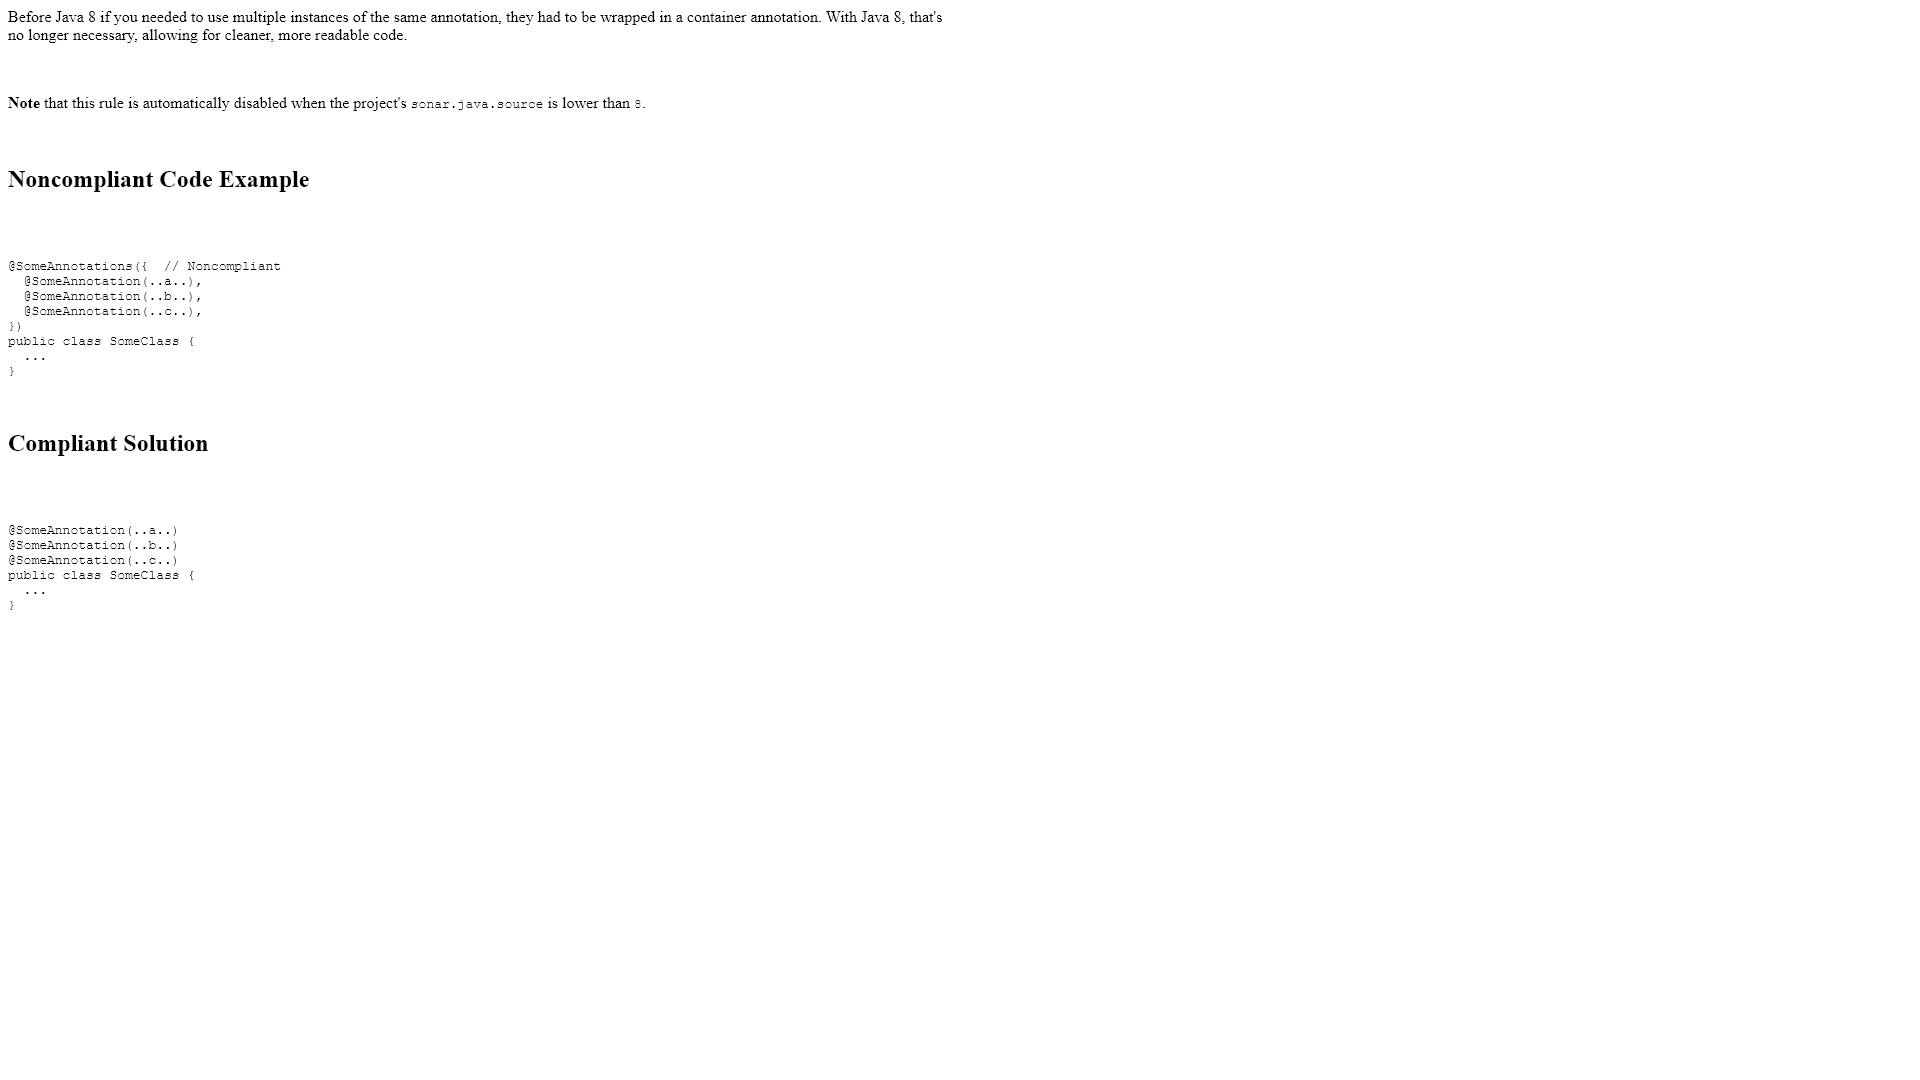 Before Java 8 if you needed to use multiple instances of the same annotation, they had to be wrapped in a container annotation. With Java 8, that's
no longer necessary, allowing for cleaner, more readable code.
Note that this rule is automatically disabled when the project's sonar.java.source is lower than 8.
Noncompliant Code Example
@SomeAnnotations({  // Noncompliant
  @SomeAnnotation(..a..),
  @SomeAnnotation(..b..),
  @SomeAnnotation(..c..),
})
public class SomeClass {
  ...
}
Compliant Solution
@SomeAnnotation(..a..)
@SomeAnnotation(..b..)
@SomeAnnotation(..c..)
public class SomeClass {
  ...
}